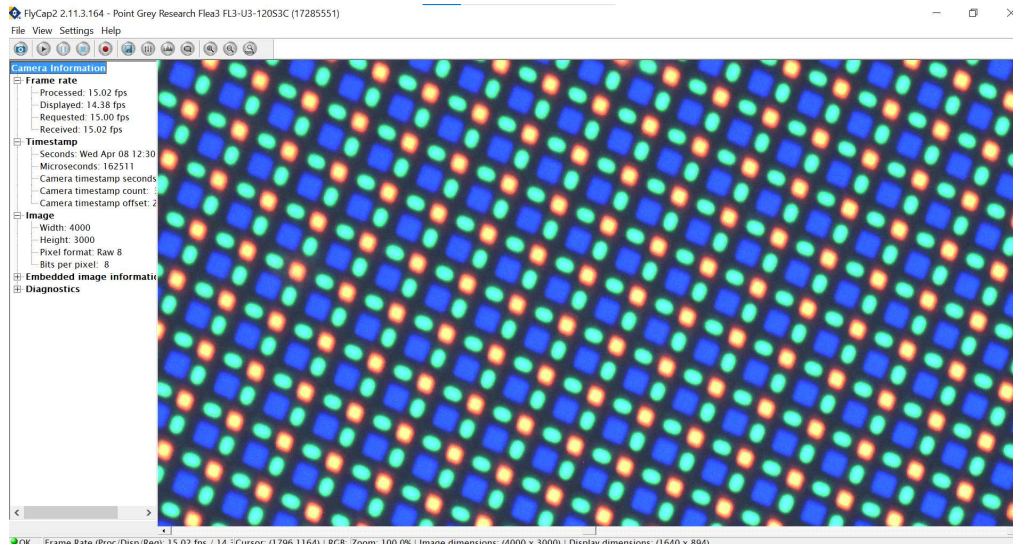 FlyCap2 2.11.3.164 - Point Grey Research Flea3 FL3-U3-120S3C (17285551)
File View Settings Help
Camera Information
Frame rate
Processed: 15.02 fps
Displayed: 14.38 fps
Requested: 15.00 fps
Received: 15.02 fps
Timestamp
Seconds: Wed Apr 08 12:30
Microseconds: 162511
Camera timestamp seconds
Camera timestamp count:
Camera timestamp offset: 2
Image
Width: 4000
Height: 3000
Pixel format: Raw 8
Bits per pixel: 8
Embedded image informatic
Diagnostics
OK Frame Rate (Proc/Disp/Req): 15.02 fps / 14. Cursor: (1796,1164) | RGB: Zoom: 100.0% | Image dimensions: (4000 x 3000) | Display dimensions: (1640 x 894)